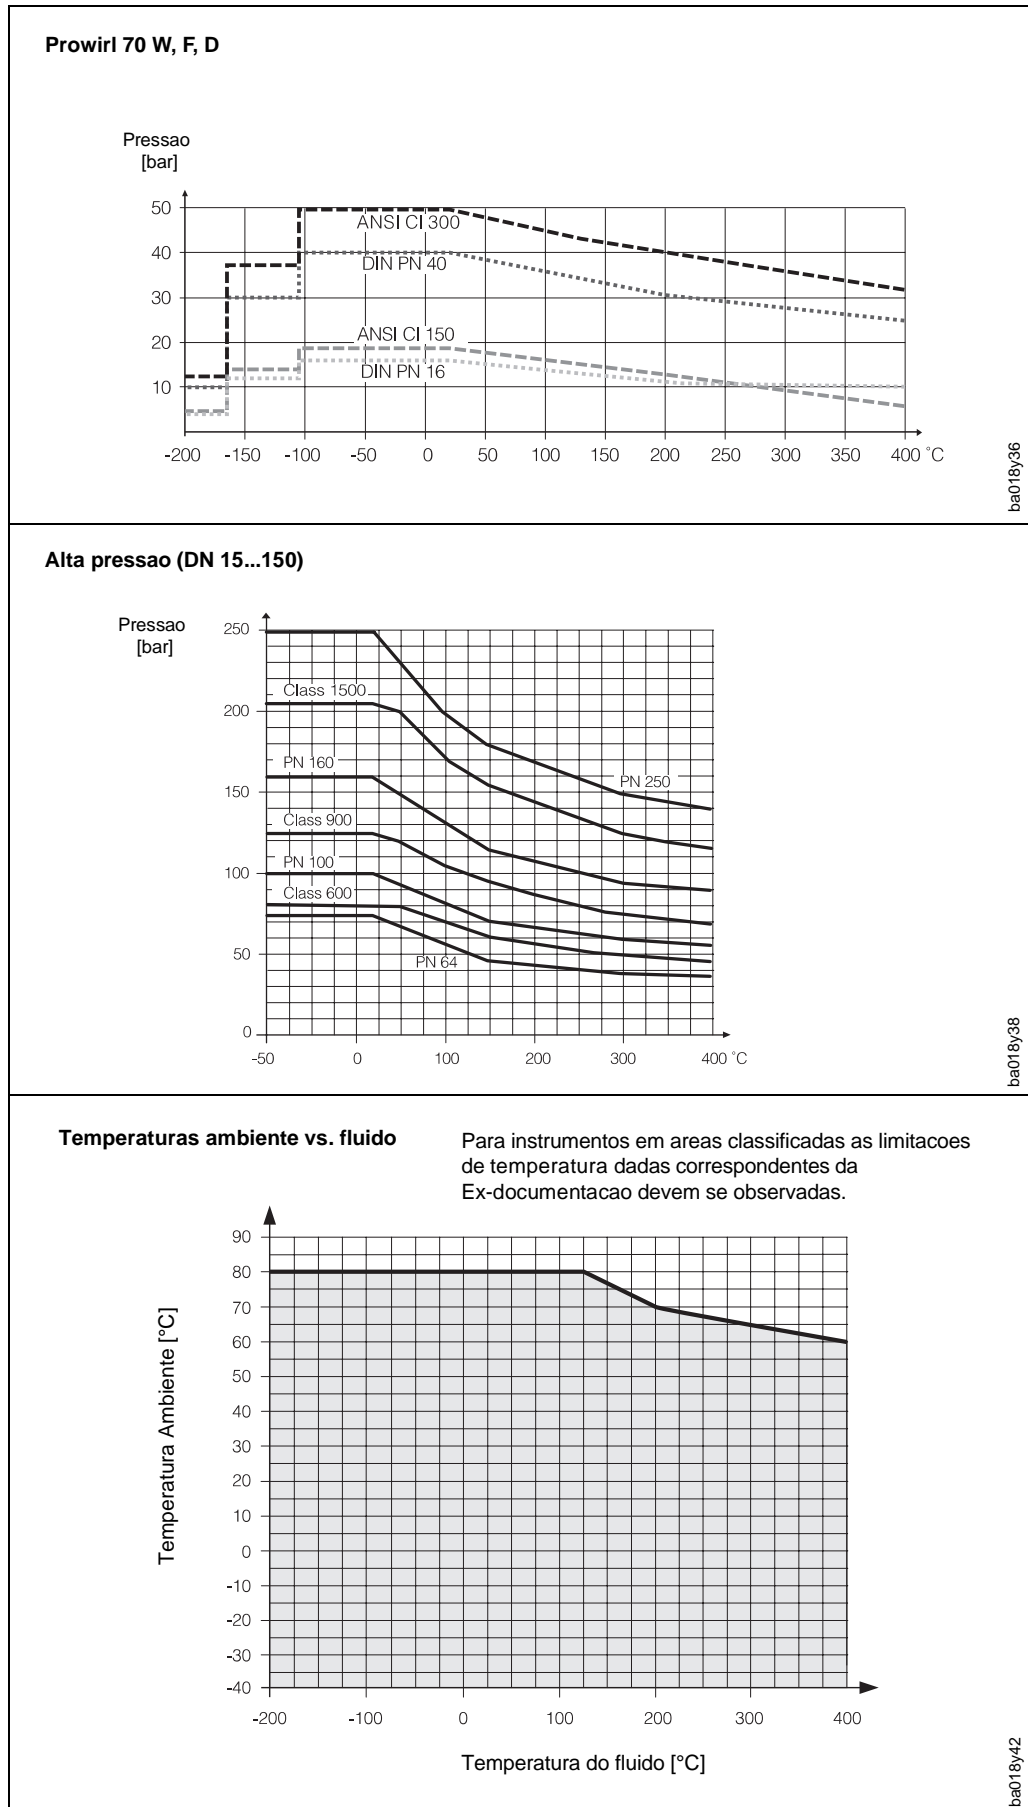 Prowirl 70 W, F, D
Pressao
[bar]
50
40
30
20
10
ANSI Cl 300
DIN PN 40
ANSI Cl 150
DIN PN 16
-200 -150 -100 -50 0 50 100 150 200 250 300 350 400 °C
ba018y36
Alta pressao (DN 15...150)
Pressao
[bar]
250
200
150
100
50
0
Class 1500
PN 160
PN 250
Class 900
PN 100
Class 600
PN 64
-50 0 100 200 300 400 °C
ba018y38
Temperaturas ambiente vs. fluido
Para instrumentos em areas classificadas as limitacoes
de temperatura dadas correspondentes da
Ex-documentacao devem se observadas.
Temperatura Ambiente [°C]
90
80
70
60
50
40
30
20
10
0
-10
-20
-30
-40
-200 -100 0 100 200 300 400
Temperatura do fluido [°C]
ba018y42